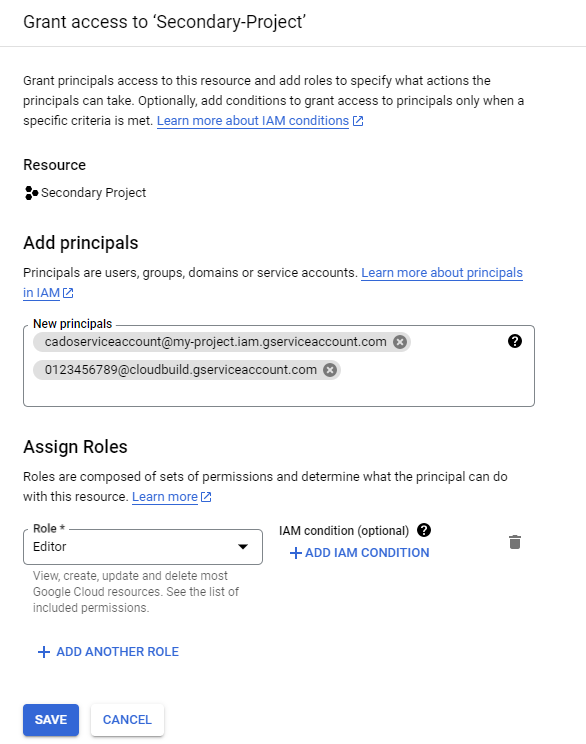 Grant access to ‘Secondary-Project’
Grant principals access to this resource and add roles to specify what actions the
principals can take. Optionally, add conditions to grant access to principals only when a
specific criteria is met. Learn more about IAM conditions
Resource
Secondary Project
Add principals
Principals are users, groups, domains or service accounts. Learn more about principals
in IAM
New principals
cadoserviceaccount@my-project.iam.gserviceaccount.com
0123456789@cloudbuild.gserviceaccount.com
Assign Roles
Roles are composed of sets of permissions and determine what the principal can do
with this resource. Learn more
Role *
IAM condition (optional)
Editor
ADD IAM CONDITION
View, create, update and delete most
Google Cloud resources. See the list of
included permissions.
ADD ANOTHER ROLE
SAVE CANCEL